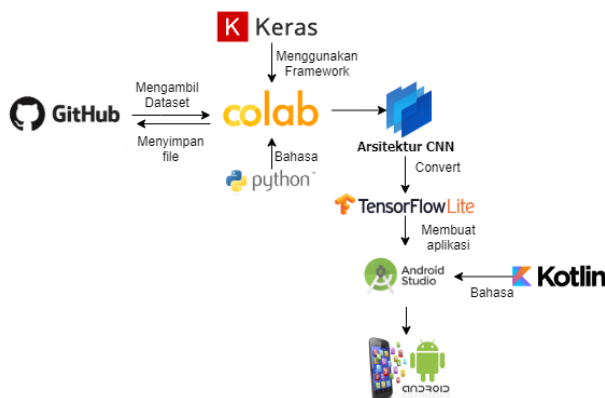 Keras
Menggunakan
Framework
Mengambil
Dataset
GitHub
colab
Menyimpan
file
Arsitektur CNN
Bahasa
python™
Convert
TensorFlowLite
Membuat
aplikasi
Android
Studio
Kotlin
Bahasa
ANDROID